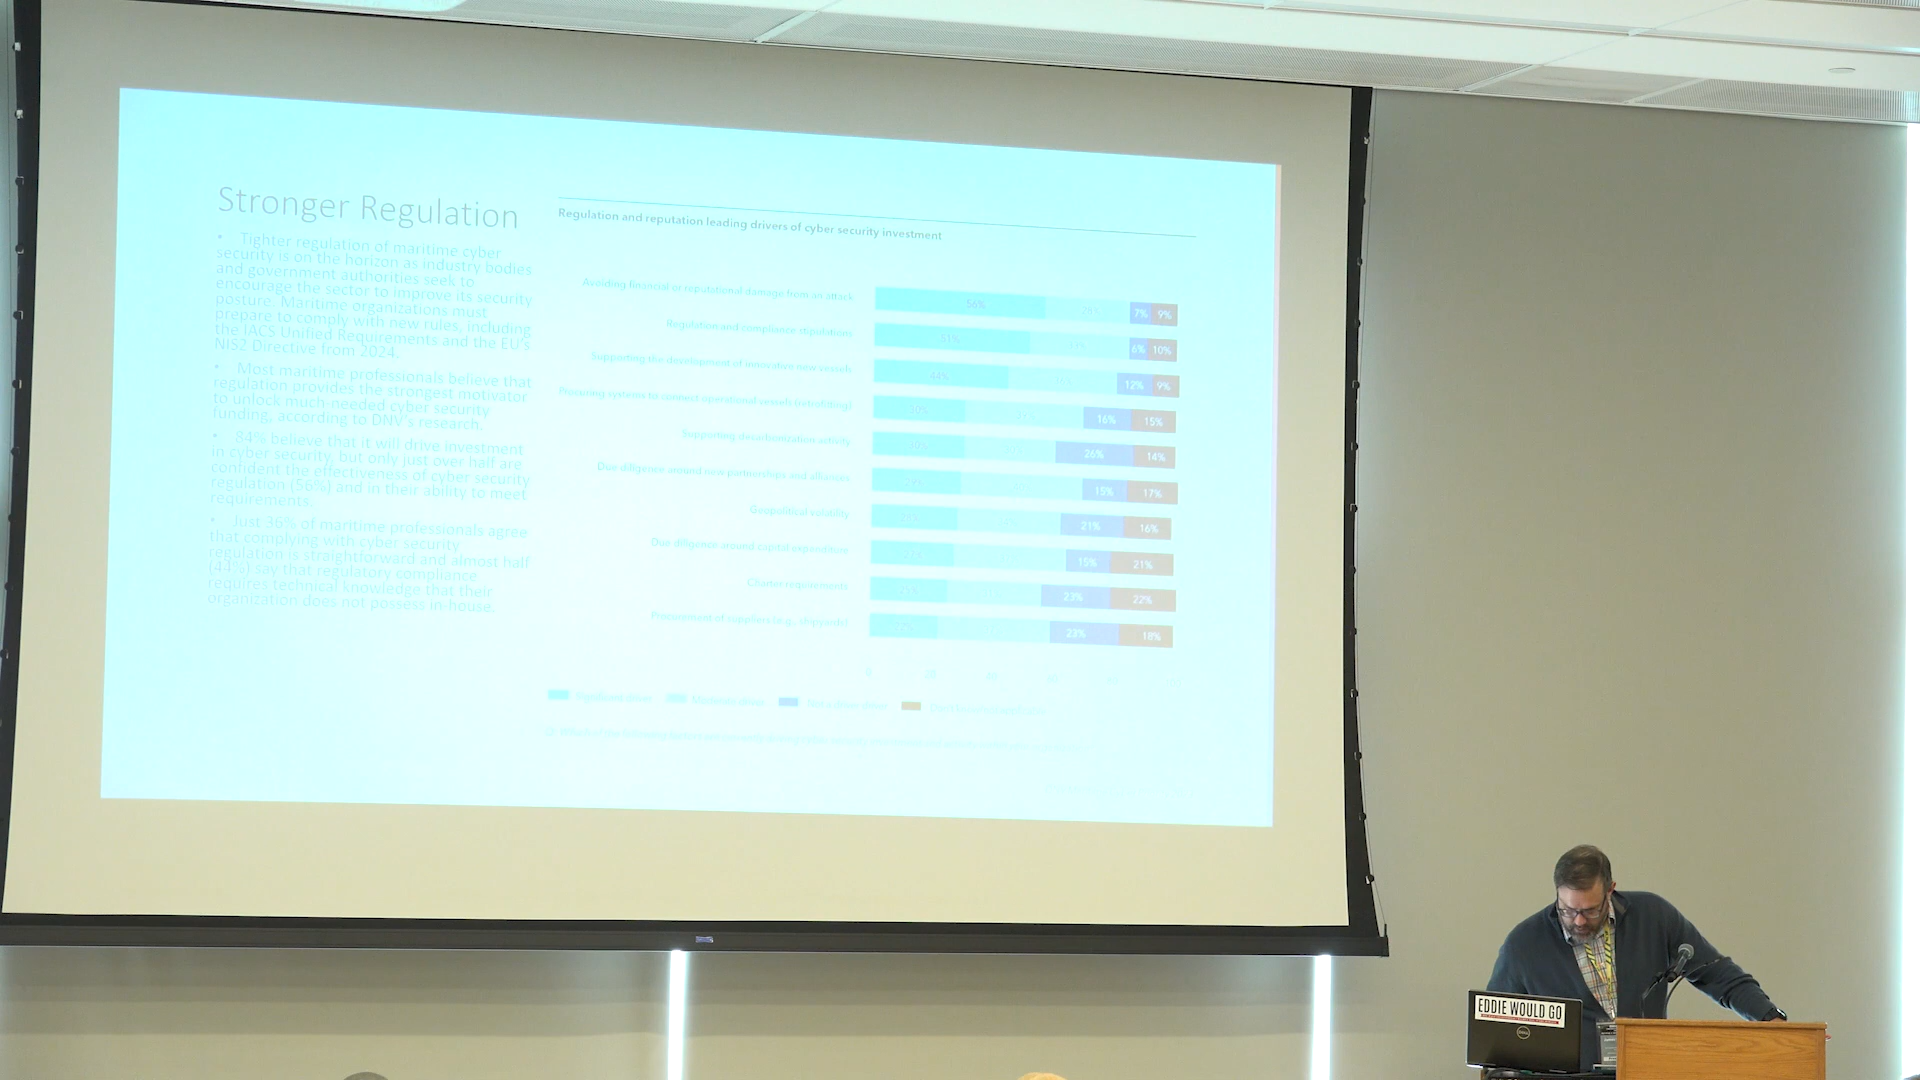 Stronger Regulation
• Tighter regulation of maritime cyber
security is on the horizon as industry bodies
and government authorities seek to
encourage the sector to improve its security
posture. Maritime organizations must
prepare to comply with new rules, including
the IACS Unified Requirements and the EU's
NIS2 Directive from 2024.
• Most maritime professionals believe that
regulation provides the strongest motivator
to unlock much-needed cyber security
funding, according to DNV's research.
• 84% believe that it will drive investment
in cyber security, but only just over half are
confident the effectiveness of cyber security
regulation (56%) and in their ability to meet
requirements.
• Just 36% of maritime professionals agree
that complying with cyber security
regulation is straightforward and almost half
(44%) say that regulatory compliance
requires technical knowledge that their
organization does not possess in-house.
Regulation and reputation leading drivers of cyber security investment
Avoiding financial or reputational damage from an attack
56% 7% 9%
Regulation and compliance stipulations
51% 6% 10%
Supporting the development of innovative new vessels
44% 12% 9%
Procuring systems to connect operational vessels (retrofitting)
30% 16% 15%
Supporting decarbonization activity
26% 14%
Due diligence around new partnerships and alliances
29% 15% 17%
Geopolitical volatility
21% 16%
Due diligence around capital expenditure
15% 21%
Charter requirements
25% 23% 22%
Procurement of suppliers (e.g., shipyards)
23% 18%
EDDIE WOULD GO
DELL